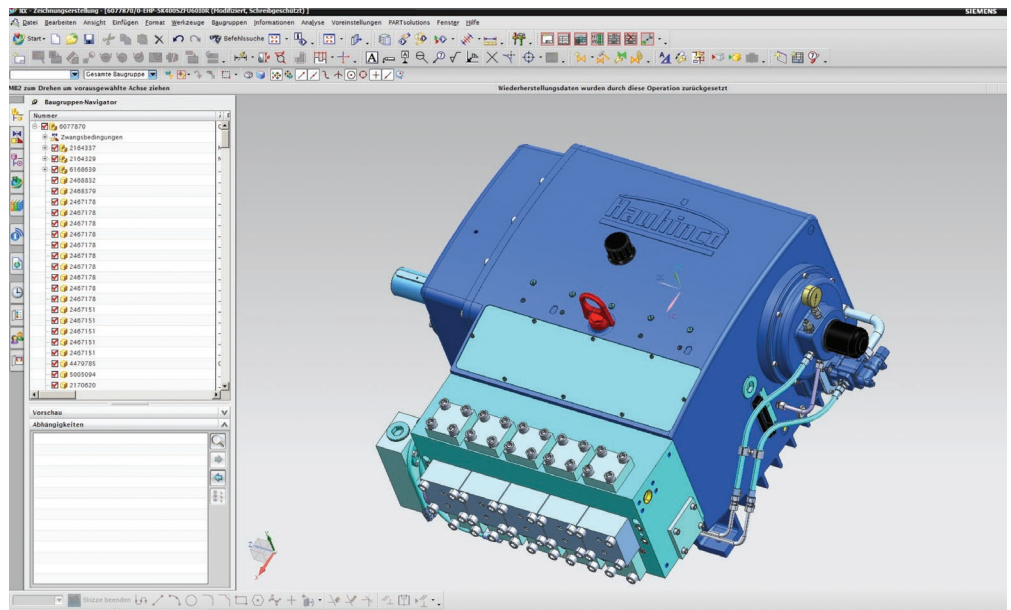 NX - Zeichnungserstellung - [6077870/0-EHP-5K400SZFU60I0R (Modifiziert, Schreibgeschützt) ]
SIEMENS
Datei Bearbeiten Ansicht Einfügen Format Werkzeuge Baugruppen Informationen Analyse Voreinstellungen PARTsolutions Fenster Hilfe
Start Befehlssuche
Gesamte Baugruppe
MB2 zum Drehen um vorausgewählte Achse ziehen
Wiederherstellungsdaten wurden durch diese Operation zurückgesetzt
Baugruppen-Navigator
Nummer
6077870
Zwangsbedingungen
2164337
2164329
6168639
2468832
2468379
2467178
2467178
2467178
2467178
2467178
2467178
2467178
2467178
2467178
2467178
2467151
2467151
2467151
2467151
2467151
4479785
5005094
2170620
Vorschau
Abhängigkeiten
Hauhinco
Skizze beenden